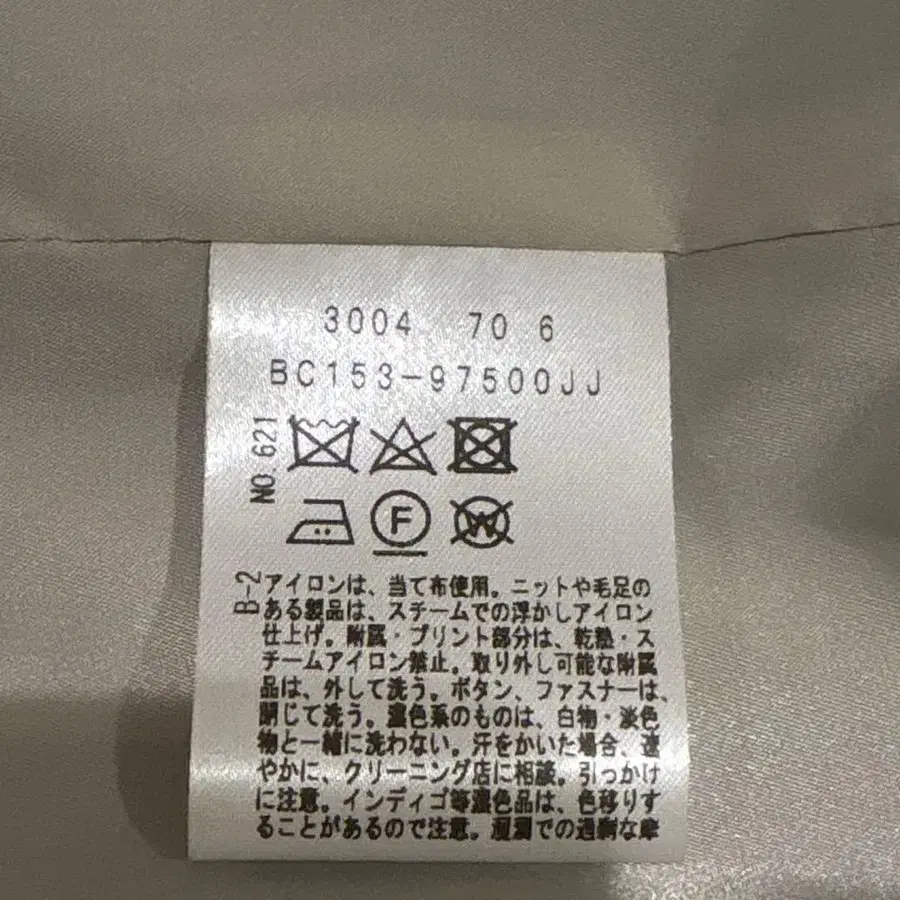 3004 70 6
BC153-97500JJ
NO.621
F
W
B-2
アイロンは、当て布使用。ニットや毛足の
ある製品は、スチームでの浮かしアイロン
仕上げ。附属・プリント部分は、乾熱・ス
チームアイロン禁止。取り外し可能な附属
品は、外して洗う。ボタン、ファスナーは、
閉じて洗う。濃色系のものは、白物・淡色
物と一緒に洗わない。汗をかいた場合、速
やかに、クリーニング店に相談。引っかけ
に注意。インディゴ等濃色品は、色移りす
ることがあるので注意。湿潤での過剰な摩